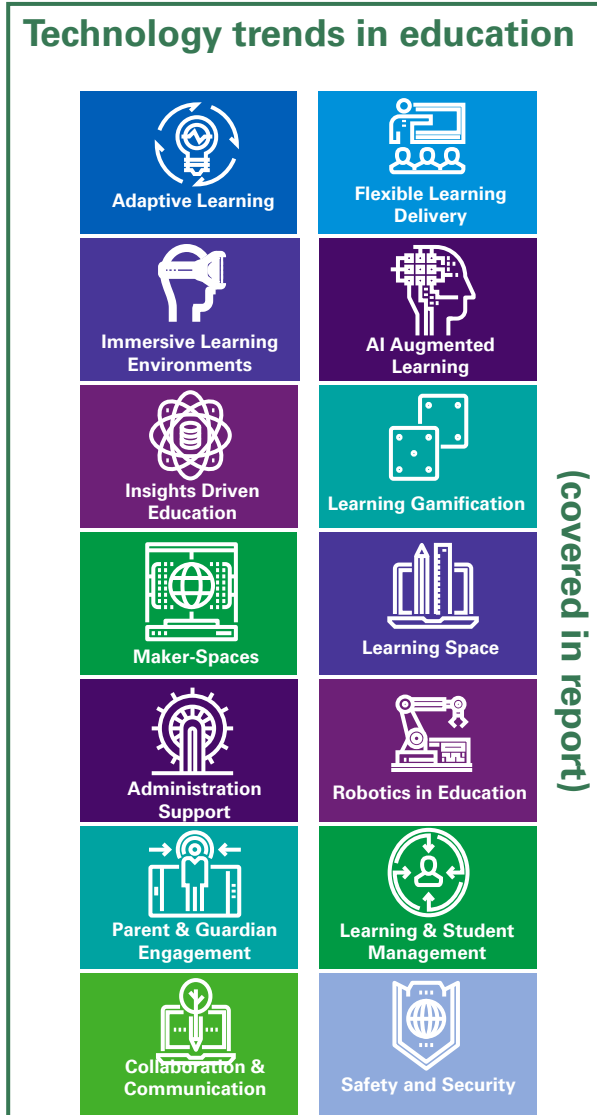 Technology trends in education
Adaptive Learning
Flexible Learning
Delivery
Immersive Learning
Environments
AI Augmented
Learning
Insights Driven
Education
Learning Gamification
Maker-Spaces
Learning Space
Administration
Support
Robotics in Education
Parent & Guardian
Engagement
Learning & Student
Management
Collaboration &
Communication
Safety and Security
(covered in report)